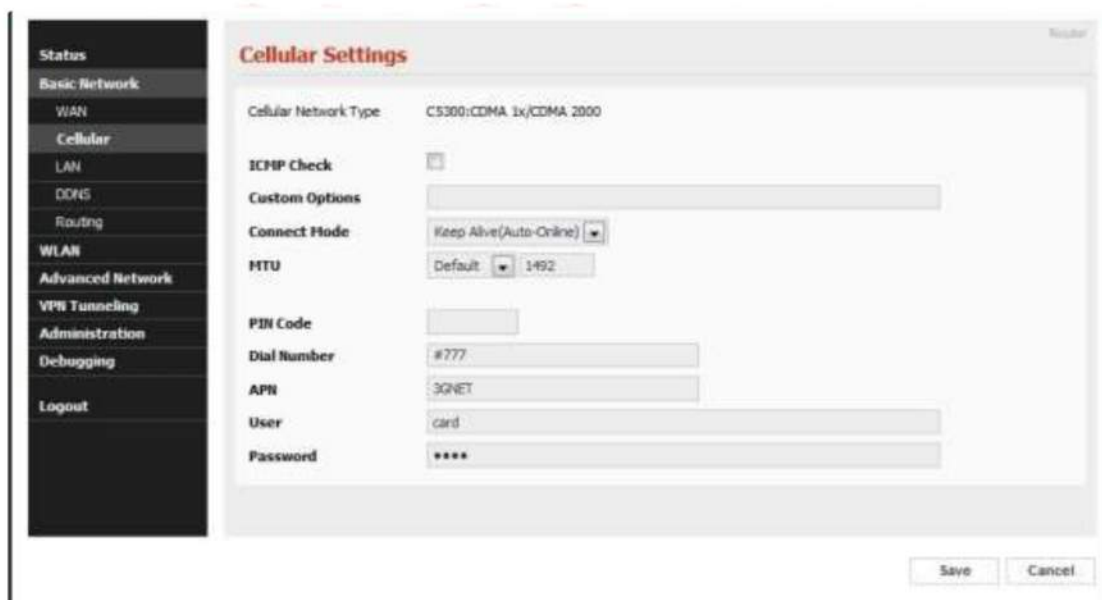 Router
Status
Basic Network
WAN
Cellular
LAN
DDNS
Routing
WLAN
Advanced Network
VPN Tunneling
Administration
Debugging
Logout
Cellular Settings
Cellular Network Type C5300:CDMA 1x/CDMA 2000
ICMP Check
Custom Options
Connect Mode Keep Alive(Auto-Online)
MTU Default 1492
PIN Code
Dial Number #777
APN 3GNET
User card
Password ••••
Save Cancel